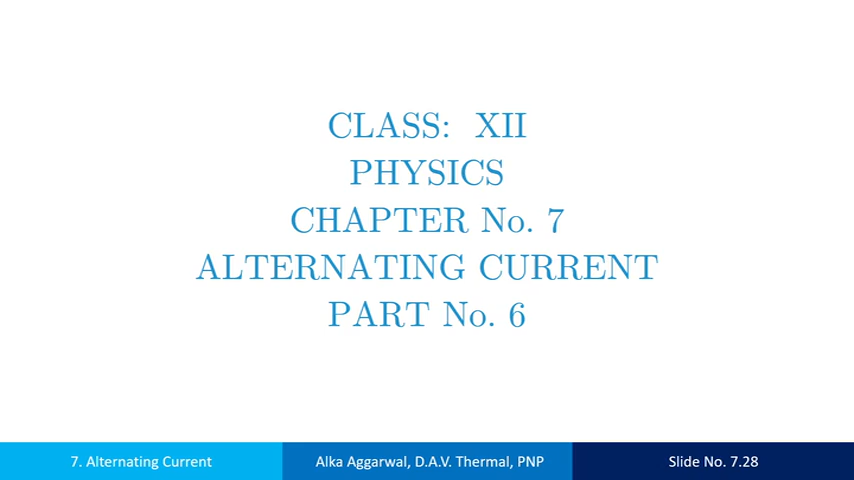 CLASS: XII
PHYSICS
CHAPTER No. 7
ALTERNATING CURRENT
PART No. 6
7. Alternating Current
Alka Aggarwal, D.A.V. Thermal, PNP
Slide No. 7.28